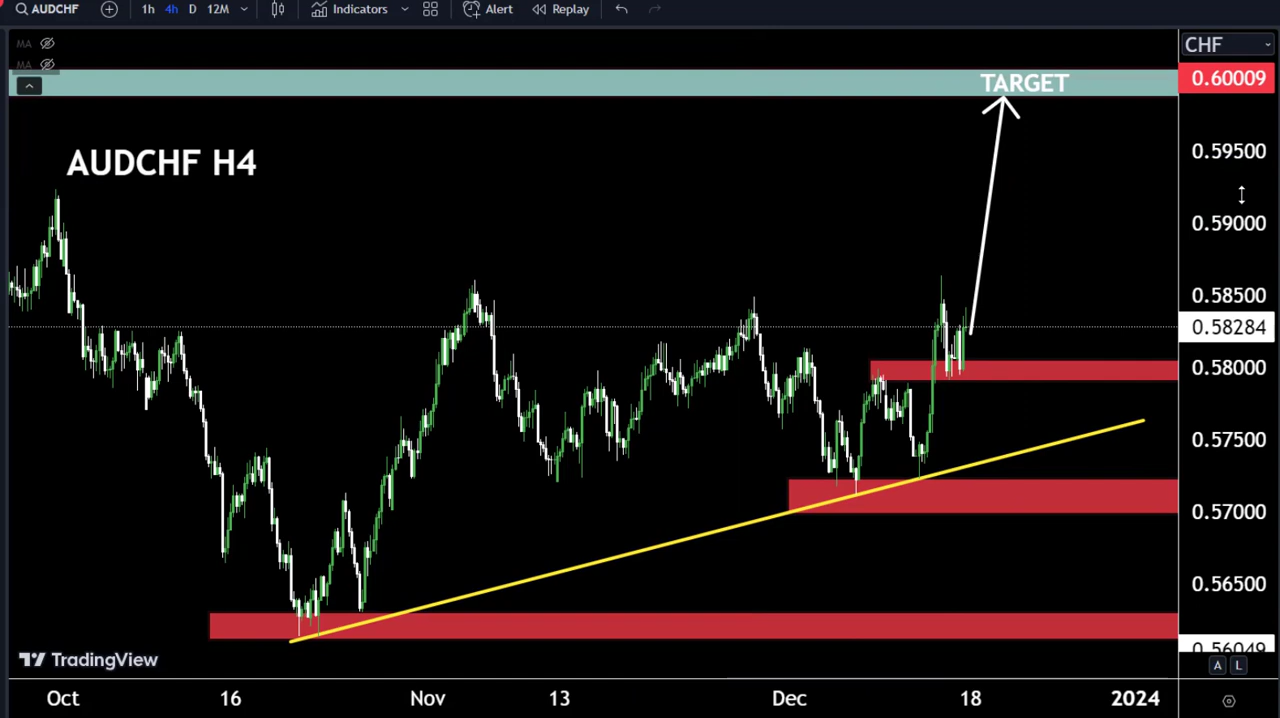 AUDCHF 1h 4h D 12M Indicators Alert Replay
MA
MA
CHF
TARGET
0.60009
AUDCHF H4
0.59500
0.59000
0.58500
0.58284
0.58000
0.57500
0.57000
0.56500
0.56049
TradingView
A L
Oct 16 Nov 13 Dec 18 2024